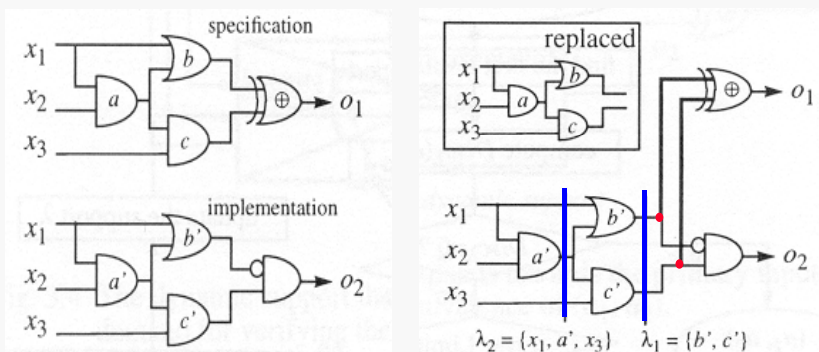 specification
x1
x2
x3
a
b
c
⊕
o1
implementation
x1
x2
x3
a'
b'
c'
o2
replaced
x1
x2
x3
a
b
c
⊕
o1
x1
x2
x3
a'
b'
c'
o2
λ2 = {x1, a', x3}
λ1 = {b', c'}